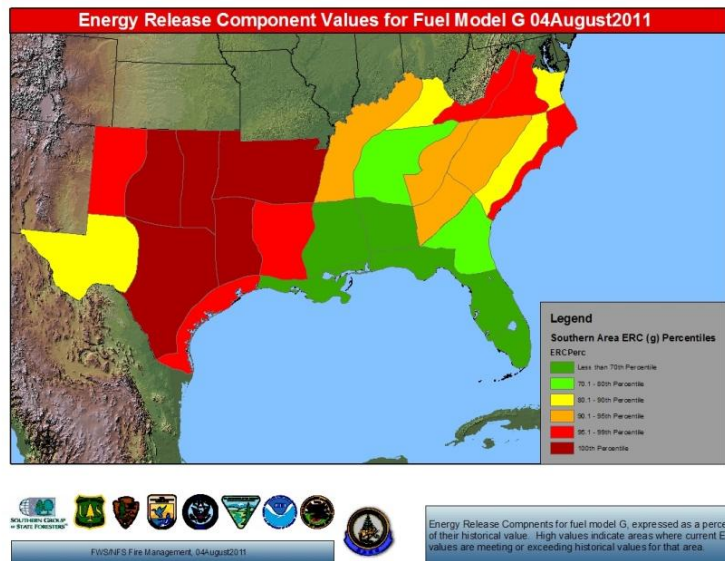 Energy Release Component Values for Fuel Model G 04August2011
Legend
Southern Area ERC (g) Percentiles
ERCPerc
Less than 70th Percentile
70.1 - 80th Percentile
80.1 - 90th Percentile
90.1 - 95th Percentile
95.1 - 99th Percentile
100th Percentile
SOUTHERN GROUP
of STATE FORESTERS
FWS/NFS Fire Management, 04August2011
Energy Release Compnents for fuel model G, expressed as a perce
of their historical value. High values indicate areas where current E
values are meeting or exceeding historical values for that area.